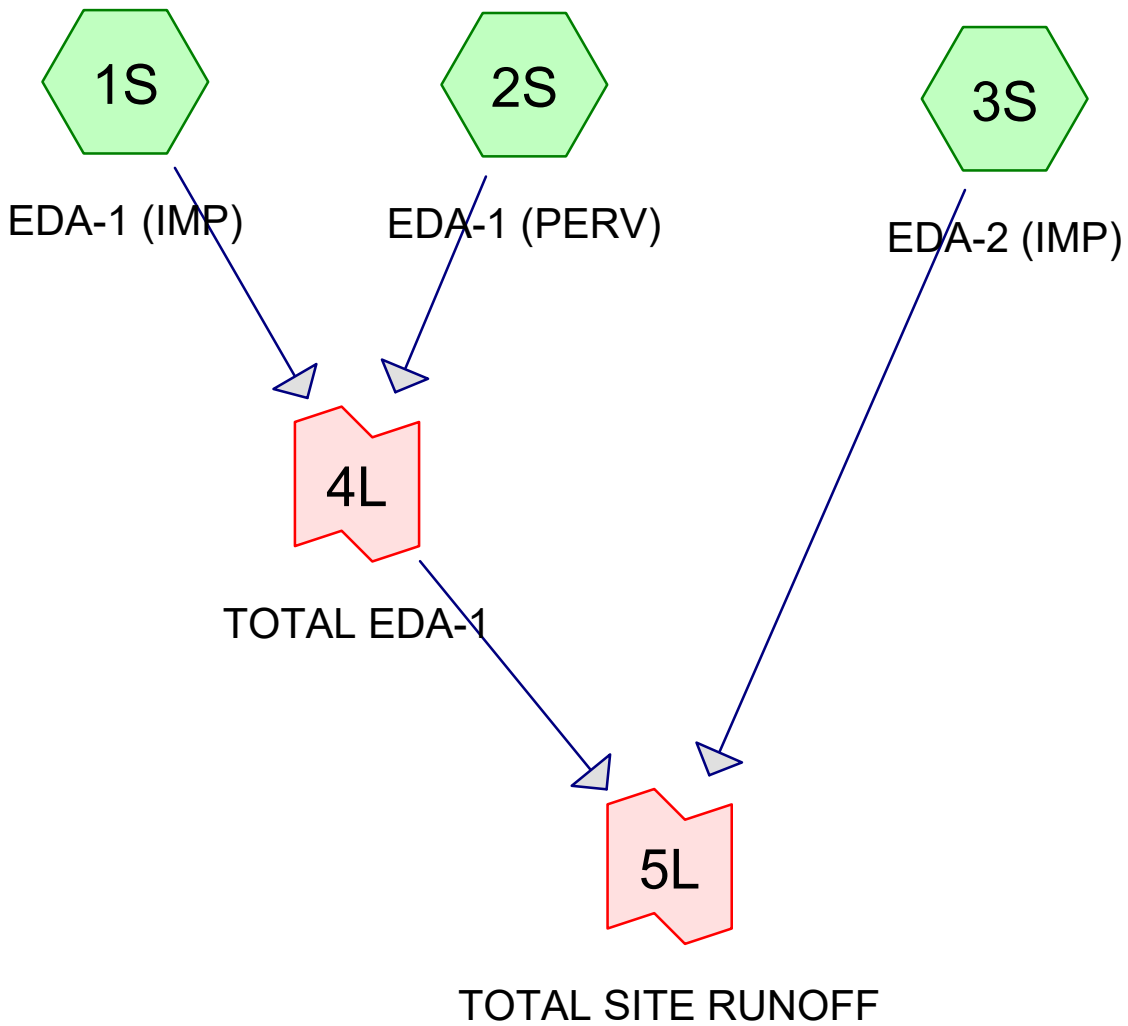 1S
2S
3S
EDA-1 (IMP)
EDA-1 (PERV)
EDA-2 (IMP)
4L
TOTAL EDA-1
5L
TOTAL SITE RUNOFF